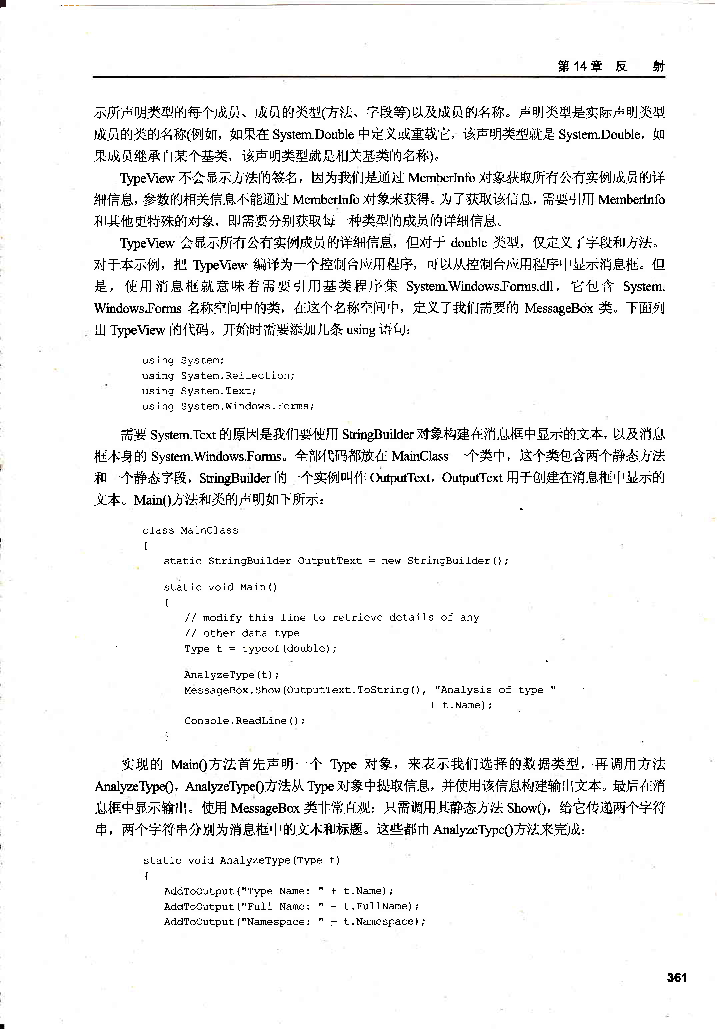 第 14 章 反 射
示所声明类型的每个成员、成员的类型(方法、字段等)以及成员的名称。声明类型是实际声明类型
成员的类的名称(例如，如果在 System.Double 中定义或重载它，该声明类型就是 System.Double，如
果成员继承自某个基类，该声明类型就是相关基类的名称)。
TypeView 不会显示方法的签名，因为我们是通过 MemberInfo 对象获取所有公有实例成员的详
细信息，参数的相关信息不能通过 MemberInfo 对象来获得。为了获取该信息，需要引用 MemberInfo
和其他更特殊的对象，即需要分别获取每一种类型的成员的详细信息。
TypeView 会显示所有公有实例成员的详细信息，但对于 double 类型，仅定义了字段和方法。
对于本示例，把 TypeView 编译为一个控制台应用程序，可以从控制台应用程序中显示消息框。但
是，使用消息框就意味着需要引用基类程序集 System.Windows.Forms.dll，它包含 System.
Windows.Forms 名称空间中的类，在这个名称空间中，定义了我们需要的 MessageBox 类。下面列
出 TypeView 的代码。开始时需要添加几条 using 语句：
using System;
using System.Reflection;
using System.Text;
using System.Windows.Forms;
需要 System.Text 的原因是我们要使用 StringBuilder 对象构建在消息框中显示的文本，以及消息
框本身的 System.Windows.Forms。全部代码都放在 MainClass 一个类中，这个类包含两个静态方法
和一个静态字段，StringBuilder 的一个实例叫作 OutputText，OutputText 用于创建在消息框中显示的
文本。Main()方法和类的声明如下所示：
class MainClass
{
static StringBuilder OutputText = new StringBuilder();
static void Main()
{
// modify this line to retrieve details of any
// other data type
Type t = typeof(double);
AnalyzeType(t);
MessageBox.Show(OutputText.ToString(), "Analysis of type "
+ t.Name);
Console.ReadLine();
}
实现的 Main()方法首先声明一个 Type 对象，来表示我们选择的数据类型，再调用方法
AnalyzeType()，AnalyzeType()方法从 Type 对象中提取信息，并使用该信息构建输出文本。最后在消
息框中显示输出。使用 MessageBox 类非常直观：只需调用其静态方法 Show()，给它传递两个字符
串，两个字符串分别为消息框中的文本和标题。这些都由 AnalyzeType()方法来完成：
static void AnalyzeType(Type t)
{
AddToOutput("Type Name: " + t.Name);
AddToOutput("Full Name: " + t.FullName);
AddToOutput("Namespace: " + t.Namespace);
361